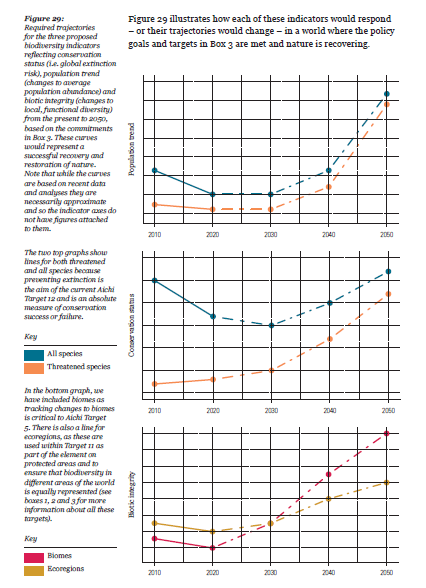 Figure 29:
Required trajectories
for the three proposed
biodiversity indicators
reflecting conservation
status (i.e. global extinction
risk), population trend
(changes to average
population abundance) and
biotic integrity (changes to
local, functional diversity)
from the present to 2050,
based on the commitments
in Box 3. These curves
would represent a
successful recovery and
restoration of nature.
Note that while the curves
are based on recent data
and analyses they are
necessarily approximate
and so the indicator axes do
not have figures attached
to them.
The two top graphs show
lines for both threatened
and all species because
preventing extinction is
the aim of the current Aichi
Target 12 and is an absolute
measure of conservation
success or failure.
Key
All species
Threatened species
In the bottom graph, we
have included biomes as
tracking changes to biomes
is critical to Aichi Target
5. There is also a line for
ecoregions, as these are
used within Target 11 as
part of the element on
protected areas and to
ensure that biodiversity in
different areas of the world
is equally represented (see
boxes 1, 2 and 3 for more
information about all these
targets).
Key
Biomes
Ecoregions
Figure 29 illustrates how each of these indicators would respond
– or their trajectories would change – in a world where the policy
goals and targets in Box 3 are met and nature is recovering.
Population trend
2010 2020 2030 2040 2050
Conservation status
2010 2020 2030 2040 2050
Biotic integrity
2010 2020 2030 2040 2050